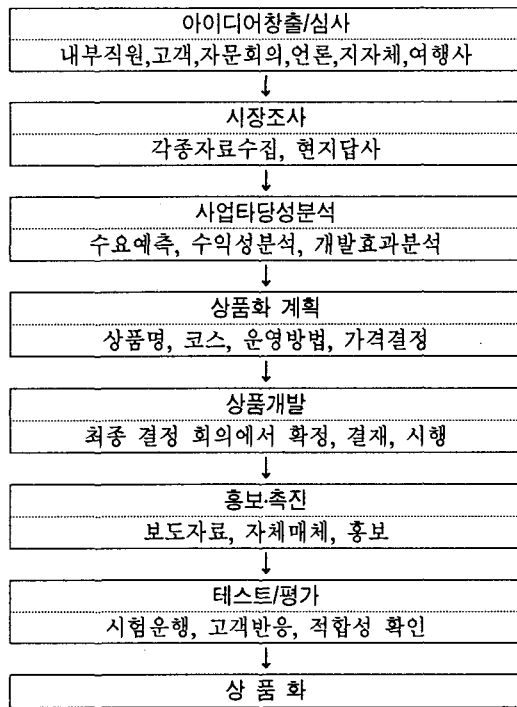 아이디어창출/심사
내부직원,고객,자문회의,언론,지자체,여행사
↓
시장조사
각종자료수집, 현지답사
↓
사업타당성분석
수요예측, 수익성분석, 개발효과분석
↓
상품화 계획
상품명, 코스, 운영방법, 가격결정
↓
상품개발
최종 결정 회의에서 확정, 결재, 시행
↓
홍보·촉진
보도자료, 자체매체, 홍보
↓
테스트/평가
시험운행, 고객반응, 적합성 확인
↓
상 품 화